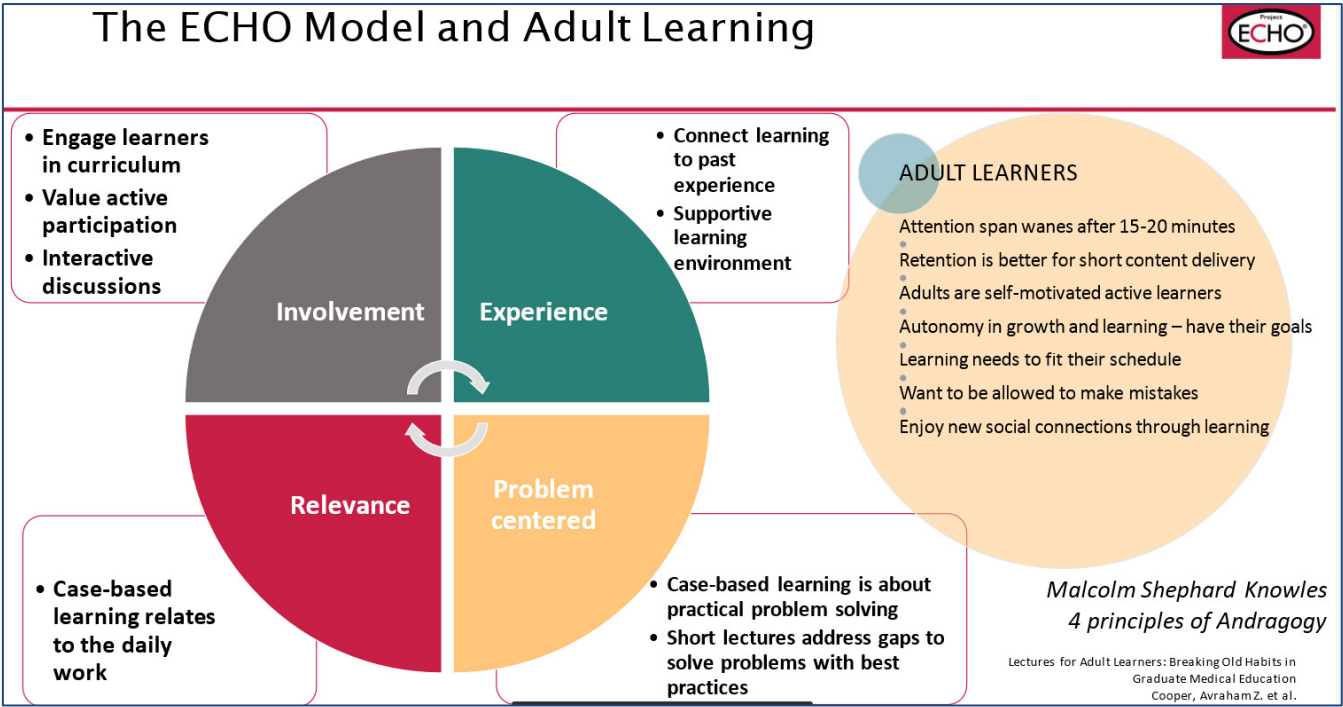 The ECHO Model and Adult Learning
Project
ECHO®
• Engage learners
in curriculum
• Value active
participation
• Interactive
discussions
• Connect learning
to past
experience
• Supportive
learning
environment
Involvement
Experience
Relevance
Problem
centered
• Case-based
learning relates
to the daily
work
• Case-based learning is about
practical problem solving
• Short lectures address gaps to
solve problems with best
practices
ADULT LEARNERS
Attention span wanes after 15-20 minutes
Retention is better for short content delivery
Adults are self-motivated active learners
Autonomy in growth and learning – have their goals
Learning needs to fit their schedule
Want to be allowed to make mistakes
Enjoy new social connections through learning
Malcolm Shephard Knowles
4 principles of Andragogy
Lectures for Adult Learners: Breaking Old Habits in
Graduate Medical Education
Cooper, Avraham Z. et al.